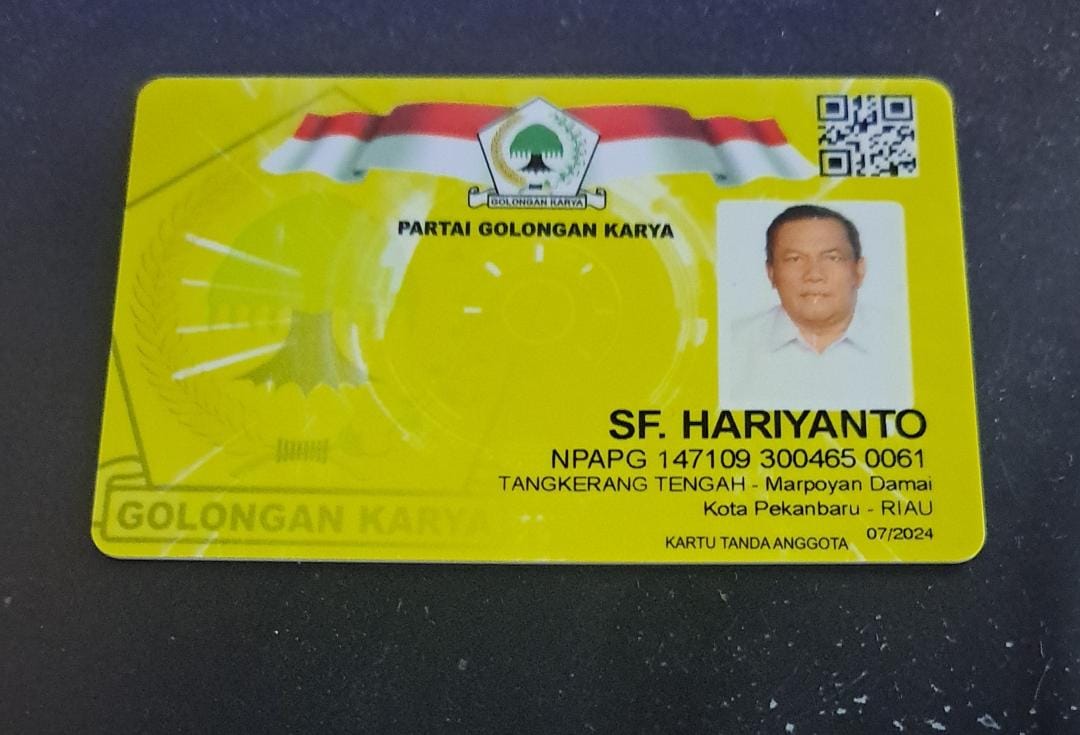 GOLONGAN KARYA
PARTAI GOLONGAN KARYA
SF. HARIYANTO
NPAPG 147109 300465 0061
TANGKERANG TENGAH - Marpoyan Damai
Kota Pekanbaru - RIAU
KARTU TANDA ANGGOTA 07/2024
GOLONGAN KARYA